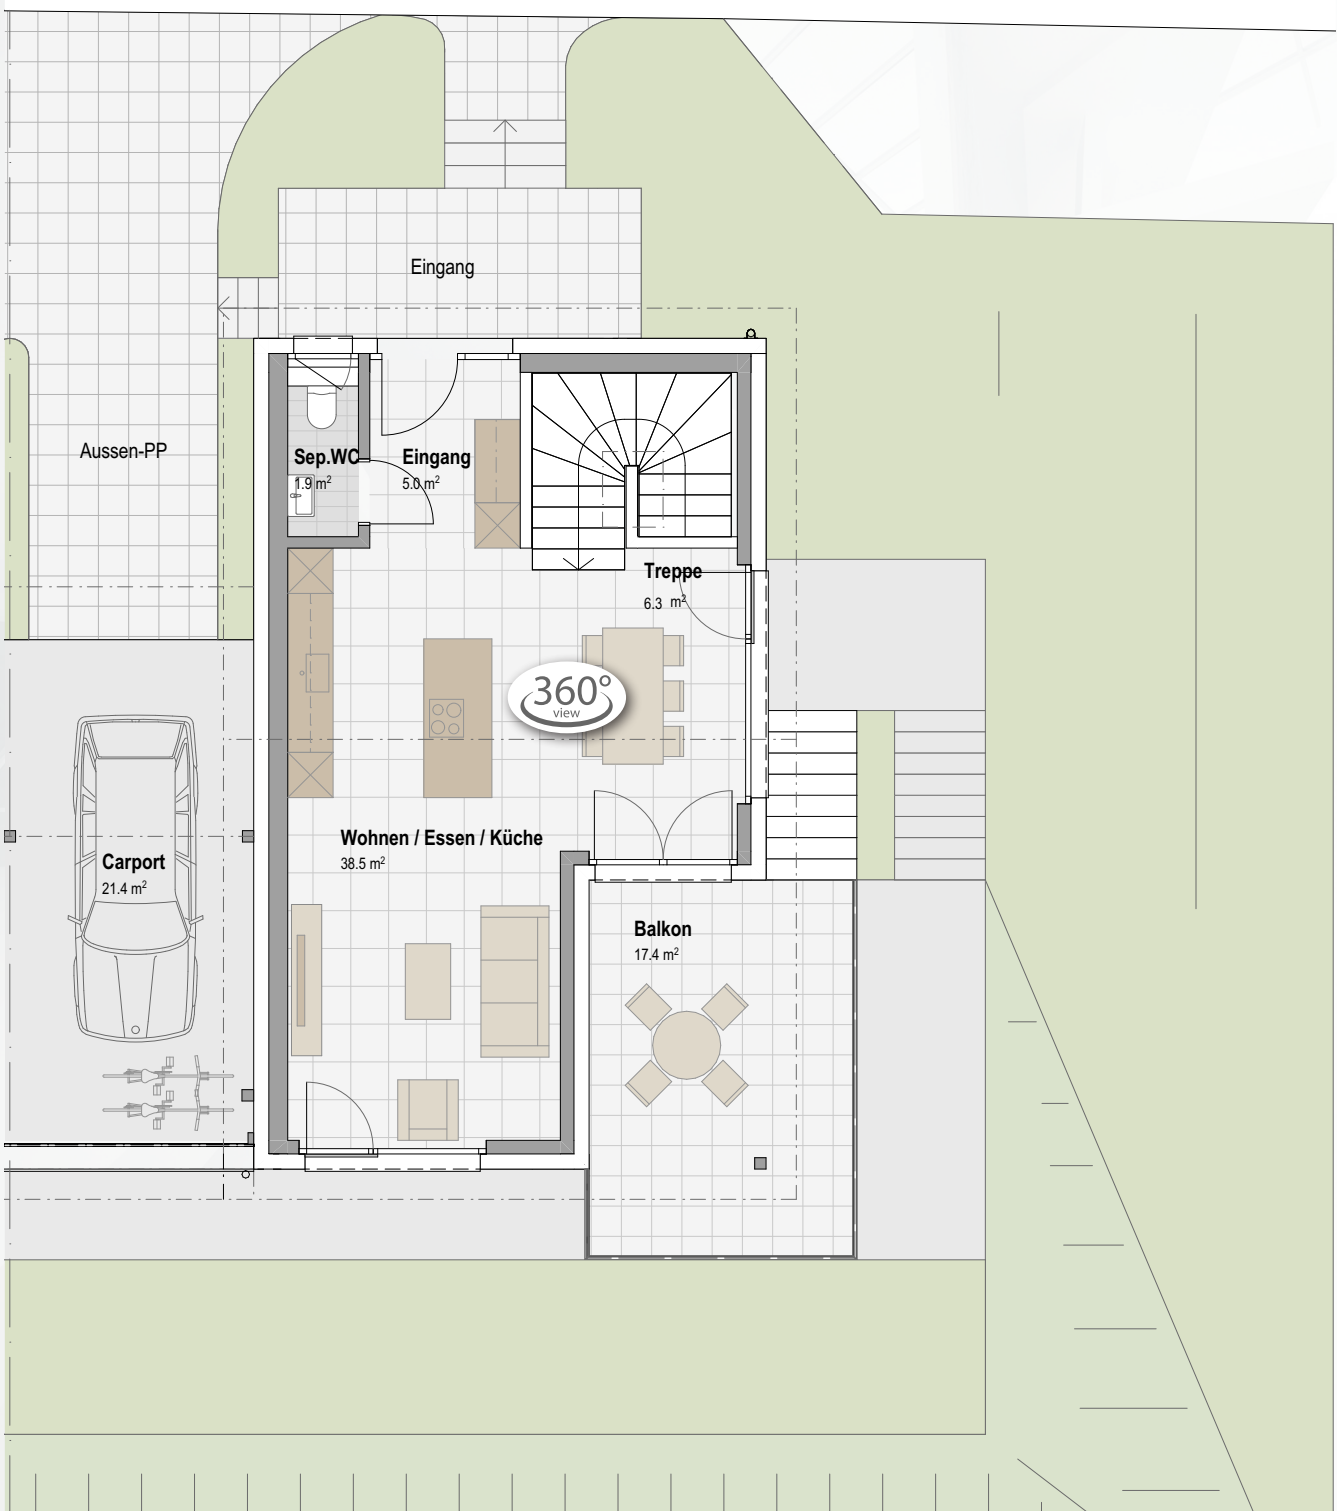 Eingang
Aussen-PP
Sep.WC
1.9 m²
Eingang
5.0 m²
Treppe
6.3 m²
360°
view
Wohnen / Essen / Küche
38.5 m²
Carport
21.4 m²
Balkon
17.4 m²